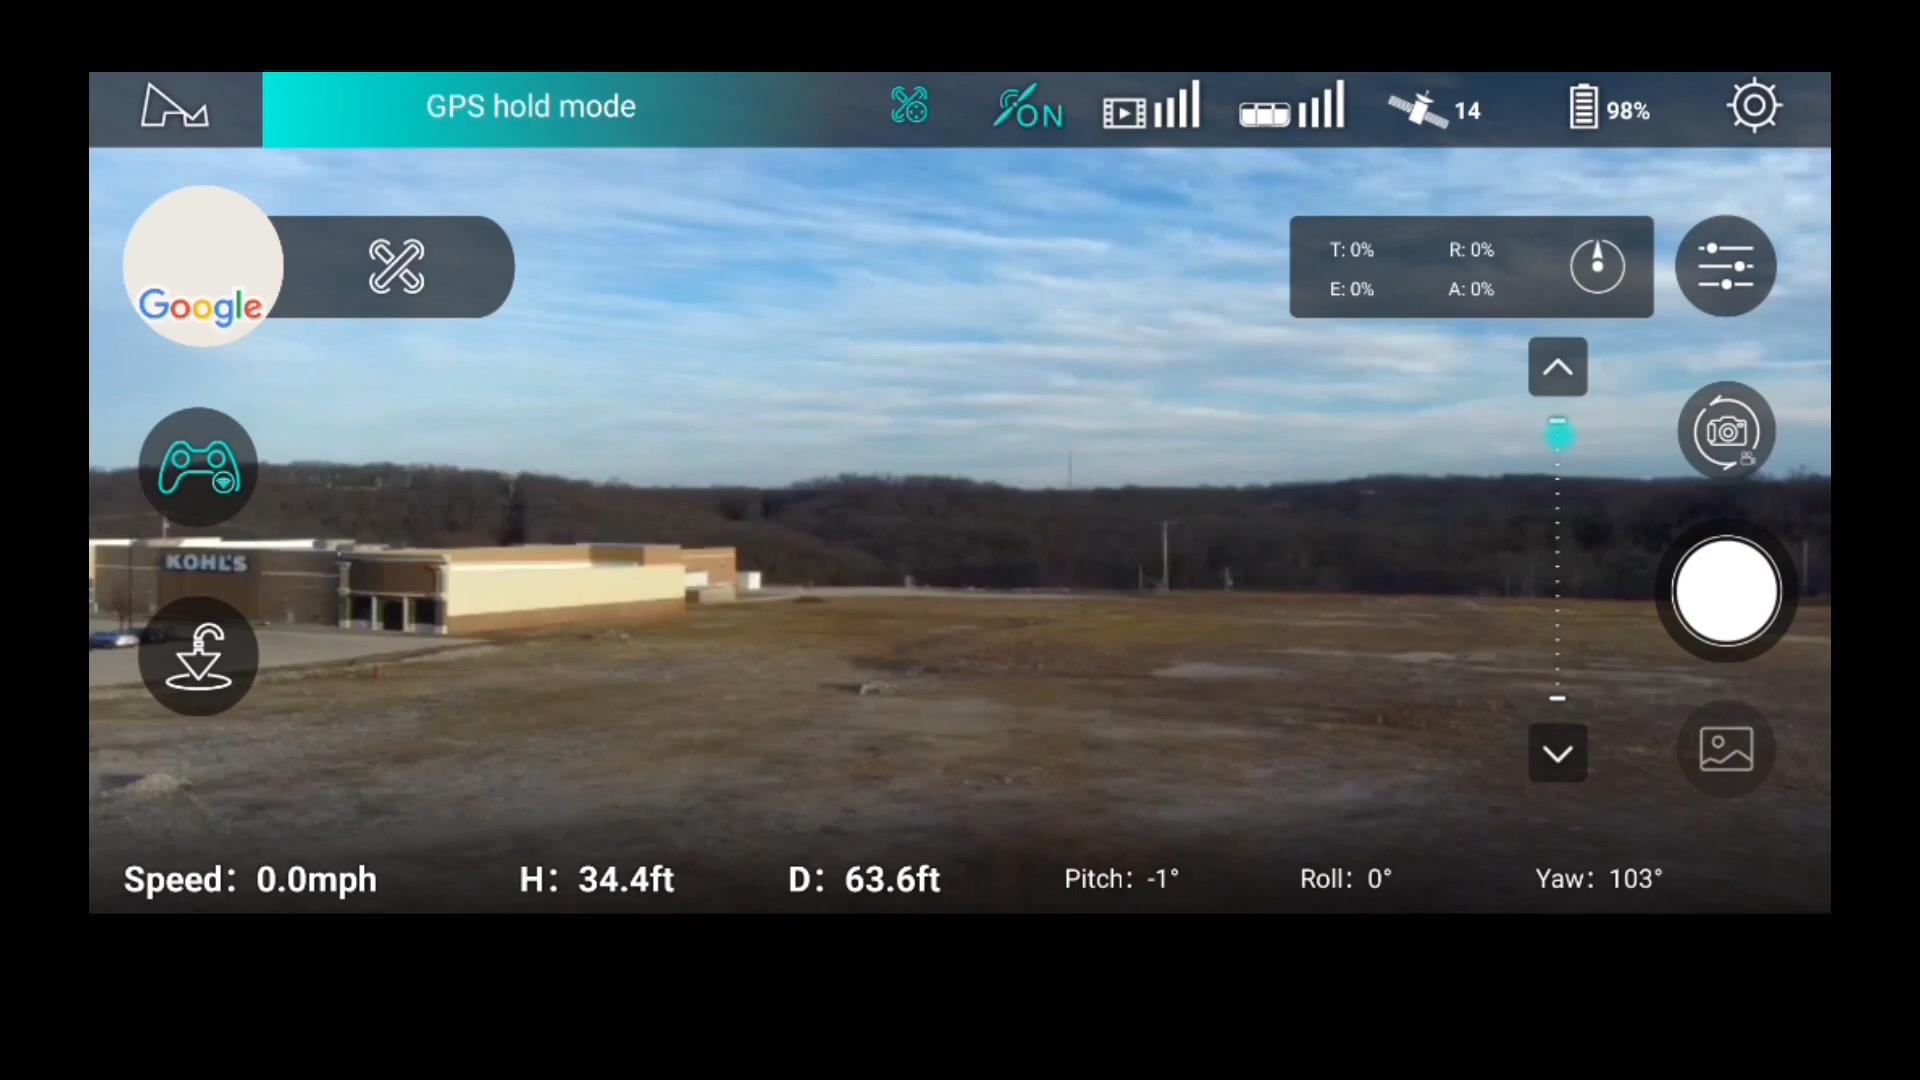 GPS hold mode
ON
14
98%
Google
T: 0%
R: 0%
E: 0%
A: 0%
KOHL'S
Speed: 0.0mph
H: 34.4ft
D: 63.6ft
Pitch: -1°
Roll: 0°
Yaw: 103°